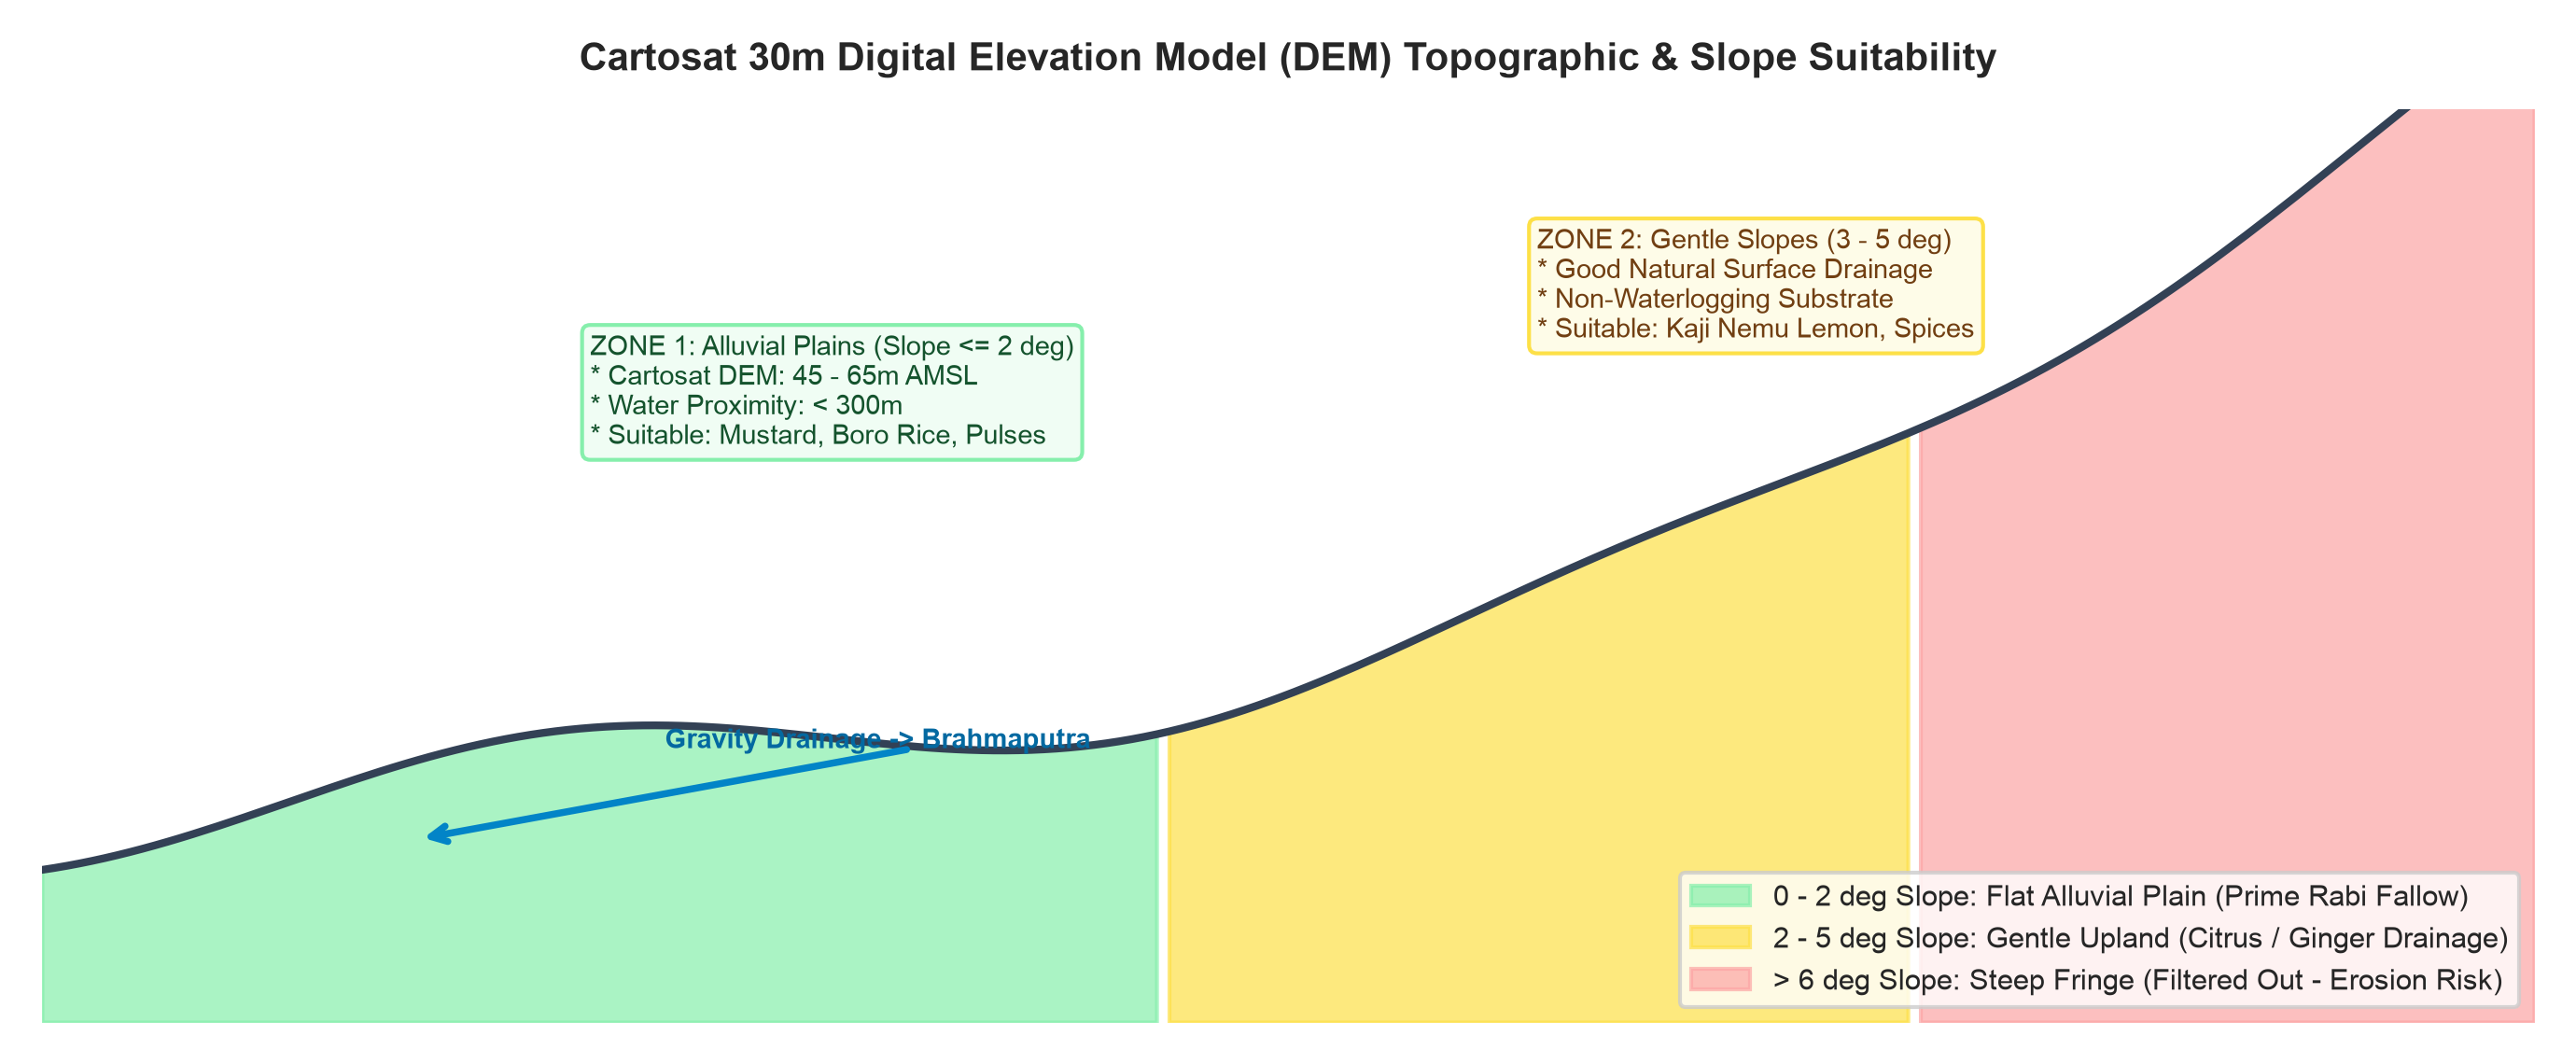 Cartosat 30m Digital Elevation Model (DEM) Topographic & Slope Suitability
ZONE 2: Gentle Slopes (3 - 5 deg)
* Good Natural Surface Drainage
* Non-Waterlogging Substrate
* Suitable: Kaji Nemu Lemon, Spices
ZONE 1: Alluvial Plains (Slope <= 2 deg)
* Cartosat DEM: 45 - 65m AMSL
* Water Proximity: < 300m
* Suitable: Mustard, Boro Rice, Pulses
Gravity Drainage -> Brahmaputra
0 - 2 deg Slope: Flat Alluvial Plain (Prime Rabi Fallow)
2 - 5 deg Slope: Gentle Upland (Citrus / Ginger Drainage)
> 6 deg Slope: Steep Fringe (Filtered Out - Erosion Risk)